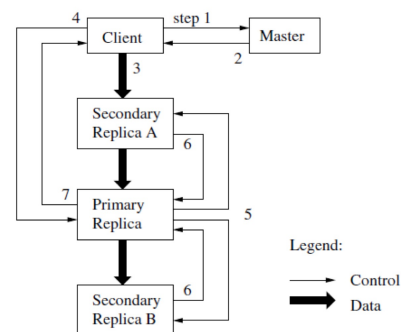 4
step 1
Client
Master
2
3
Secondary
Replica A
6
7
Primary
Replica
5
Legend:
6
Control
Secondary
Replica B
Data